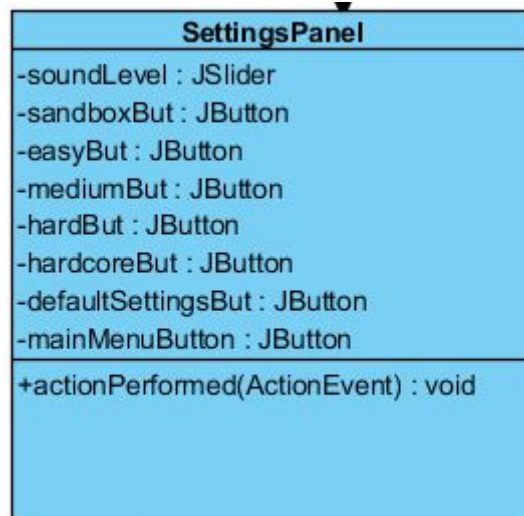 SettingsPanel
-soundLevel : JSlider
-sandboxBut : JButton
-easyBut : JButton
-mediumBut : JButton
-hardBut : JButton
-hardcoreBut : JButton
-defaultSettingsBut : JButton
-mainMenuButton : JButton
+actionPerformed(ActionEvent) : void